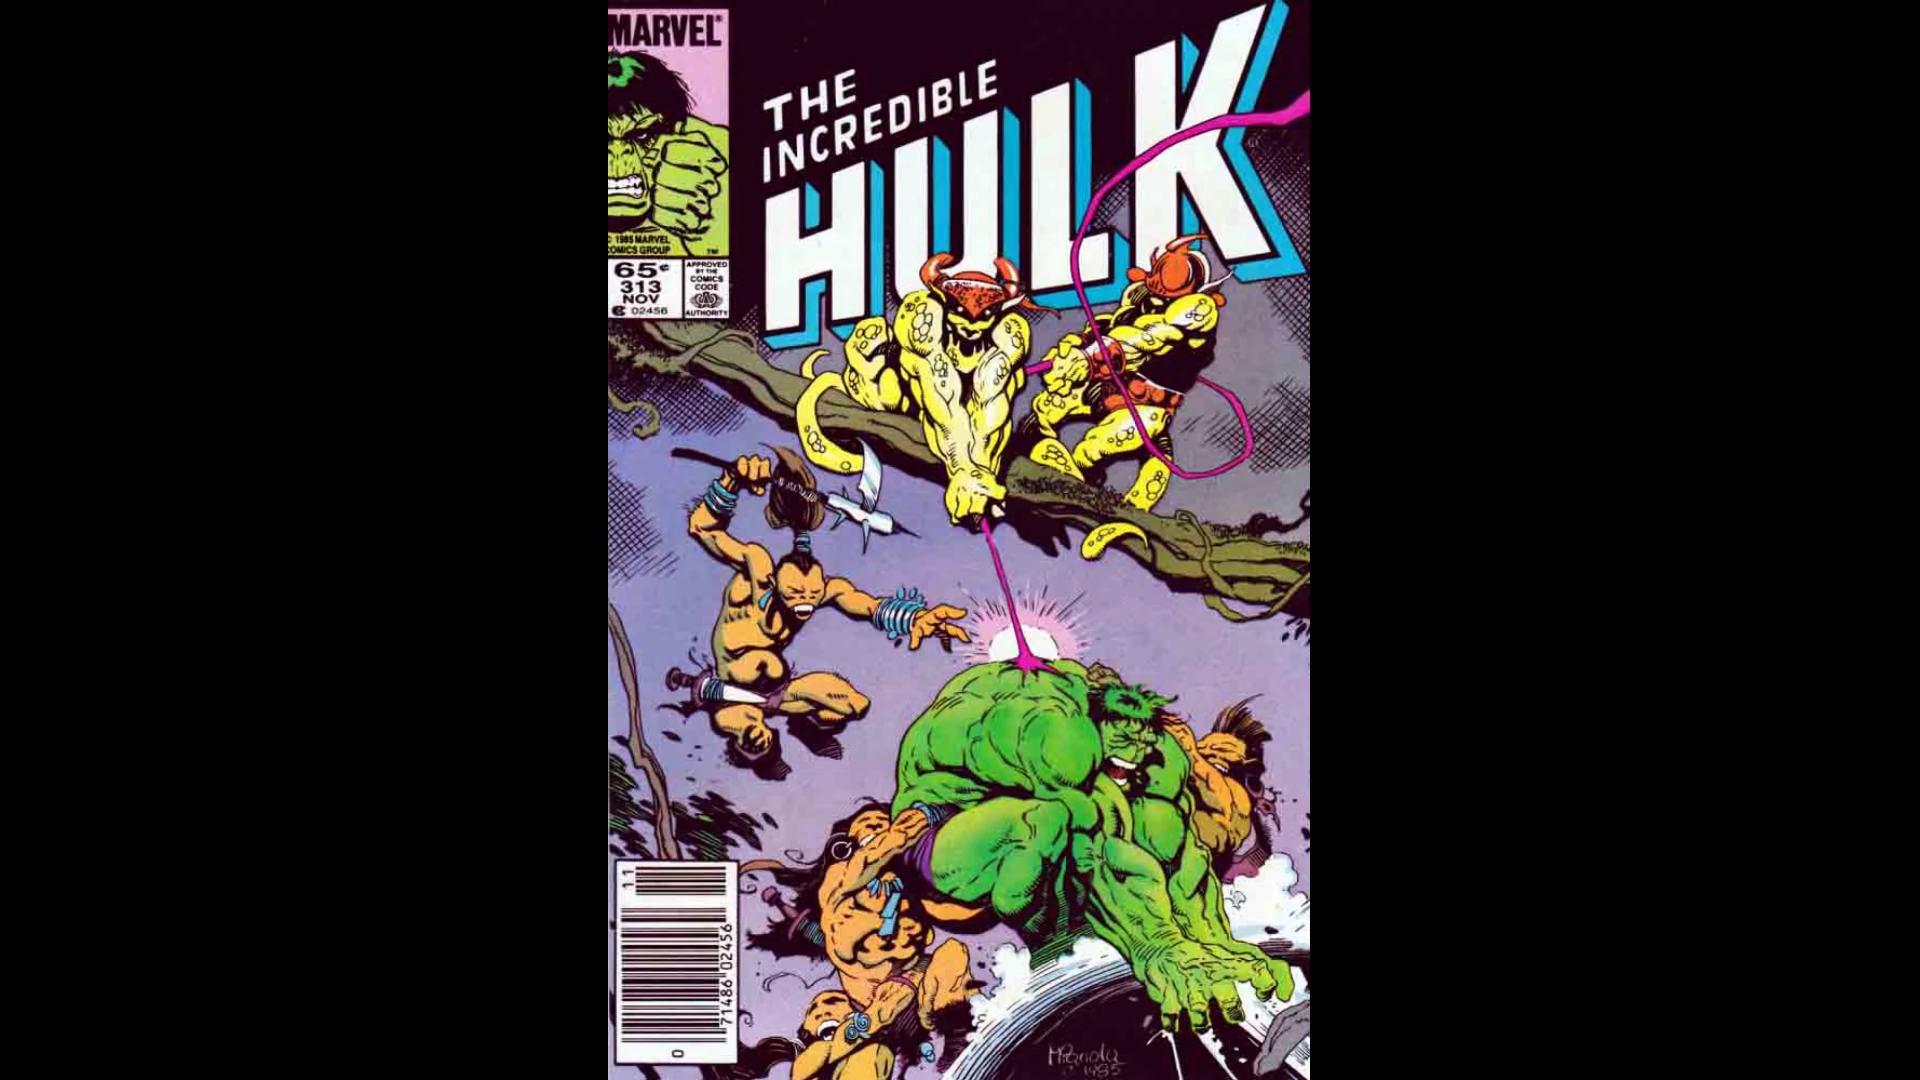 MARVEL®
THE
INCREDIBLE
HULK
© 1985 MARVEL
COMICS GROUP
TM
65¢
313
NOV
02456
APPROVED
BY THE
COMICS
CODE
AUTHORITY
11
71486 02456
0
Mignola
© 1985